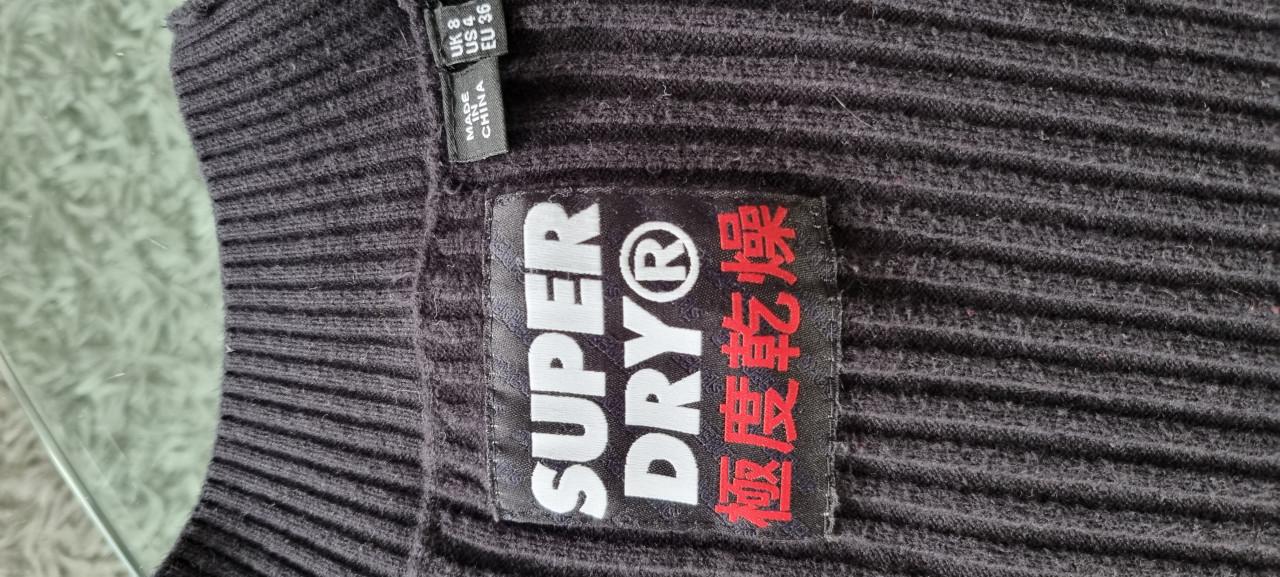 UK 8
US 4
EU 36
MADE
IN
CHINA
SUPER
DRY®
極度乾燥